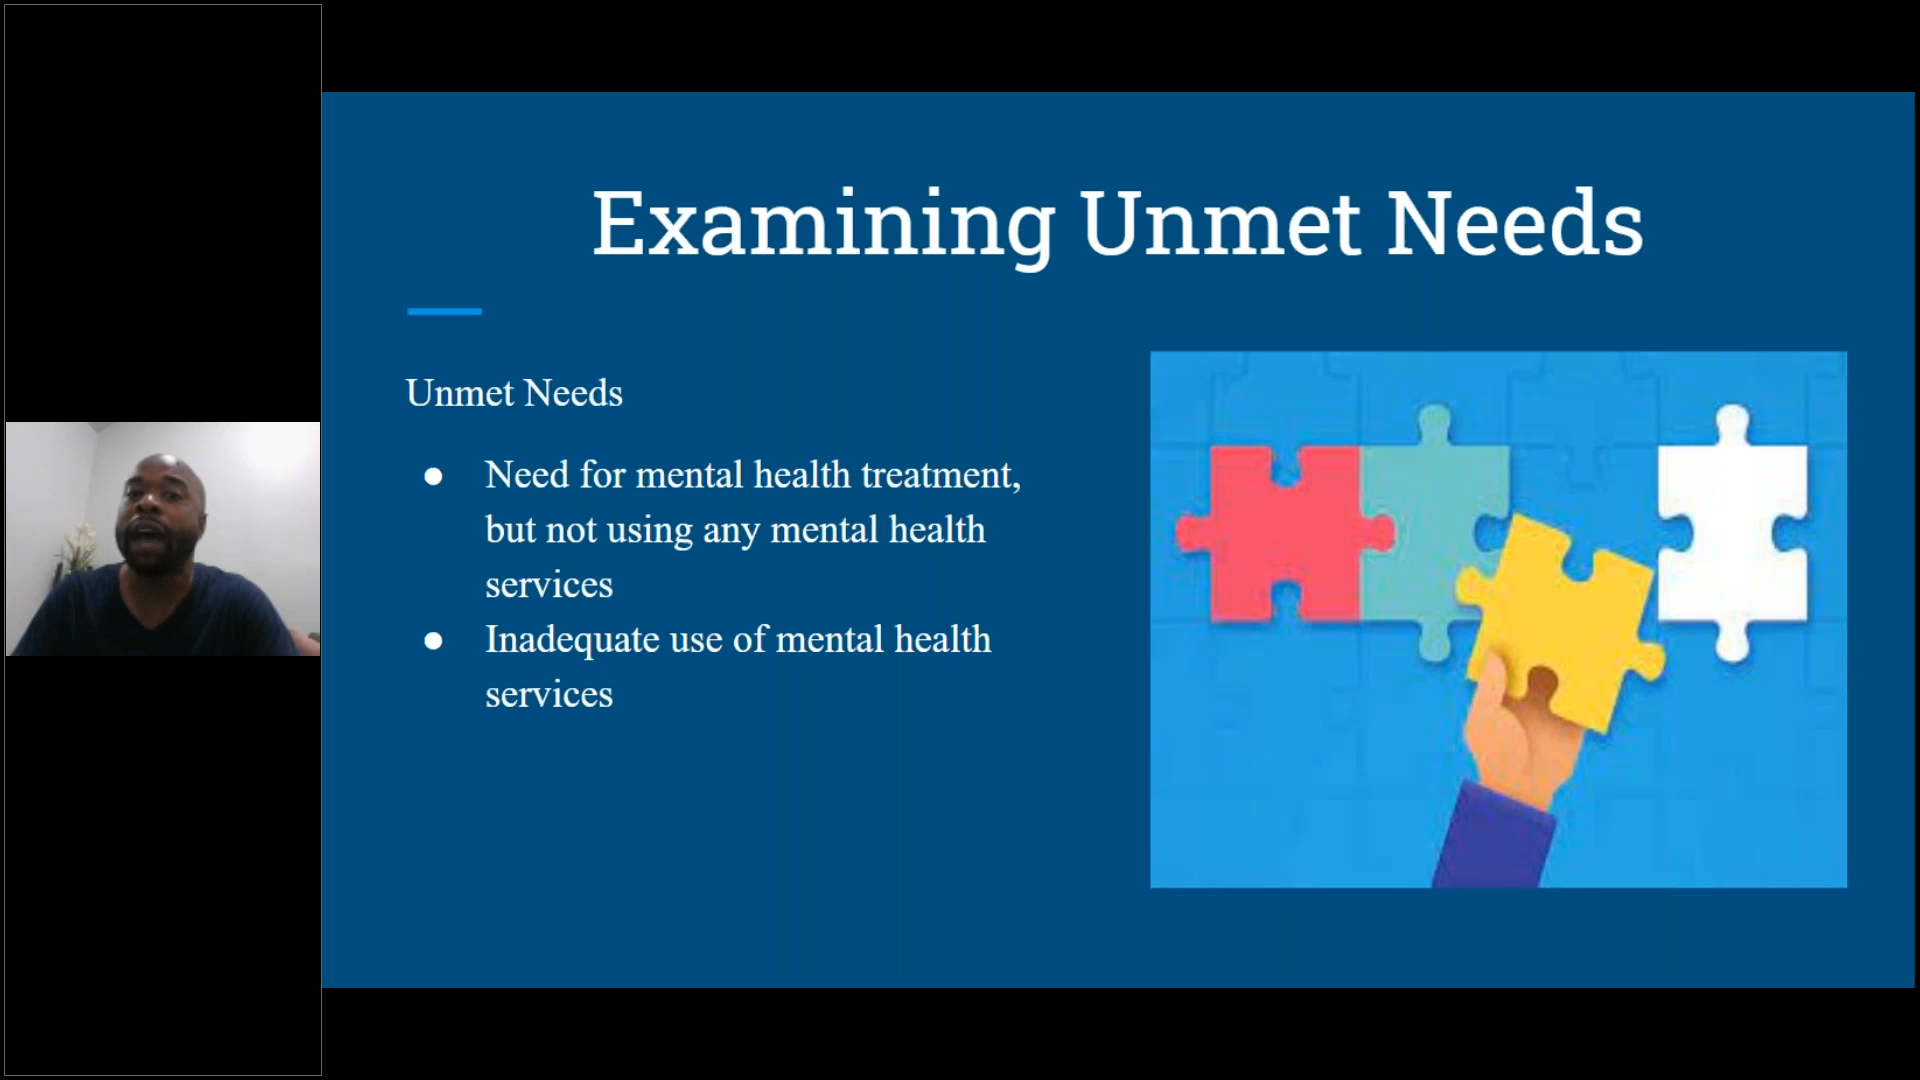 Examining Unmet Needs
Unmet Needs
● Need for mental health treatment,
but not using any mental health
services
● Inadequate use of mental health
services